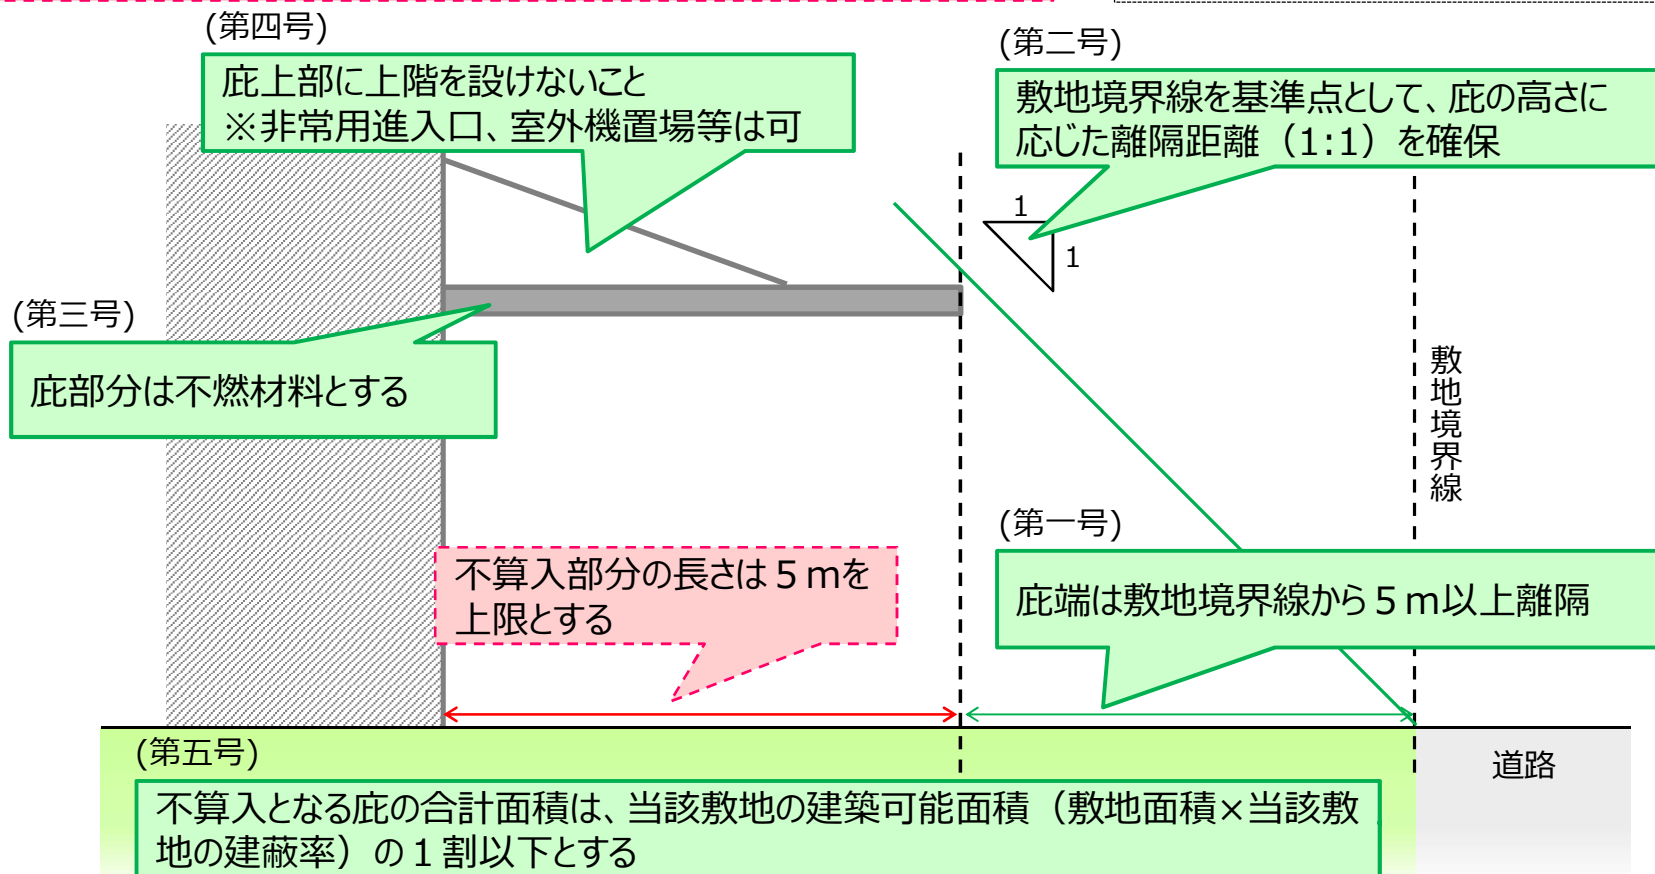 (第四号)
庇上部に上階を設けないこと
※非常用進入口、室外機置場等は可
(第二号)
敷地境界線を基準点として、庇の高さに
応じた離隔距離（1:1）を確保
1
1
(第三号)
庇部分は不燃材料とする
敷地境界線
(第一号)
庇端は敷地境界線から５ｍ以上離隔
不算入部分の長さは５ｍを
上限とする
(第五号)
不算入となる庇の合計面積は、当該敷地の建築可能面積（敷地面積×当該敷
地の建蔽率）の１割以下とする
道路